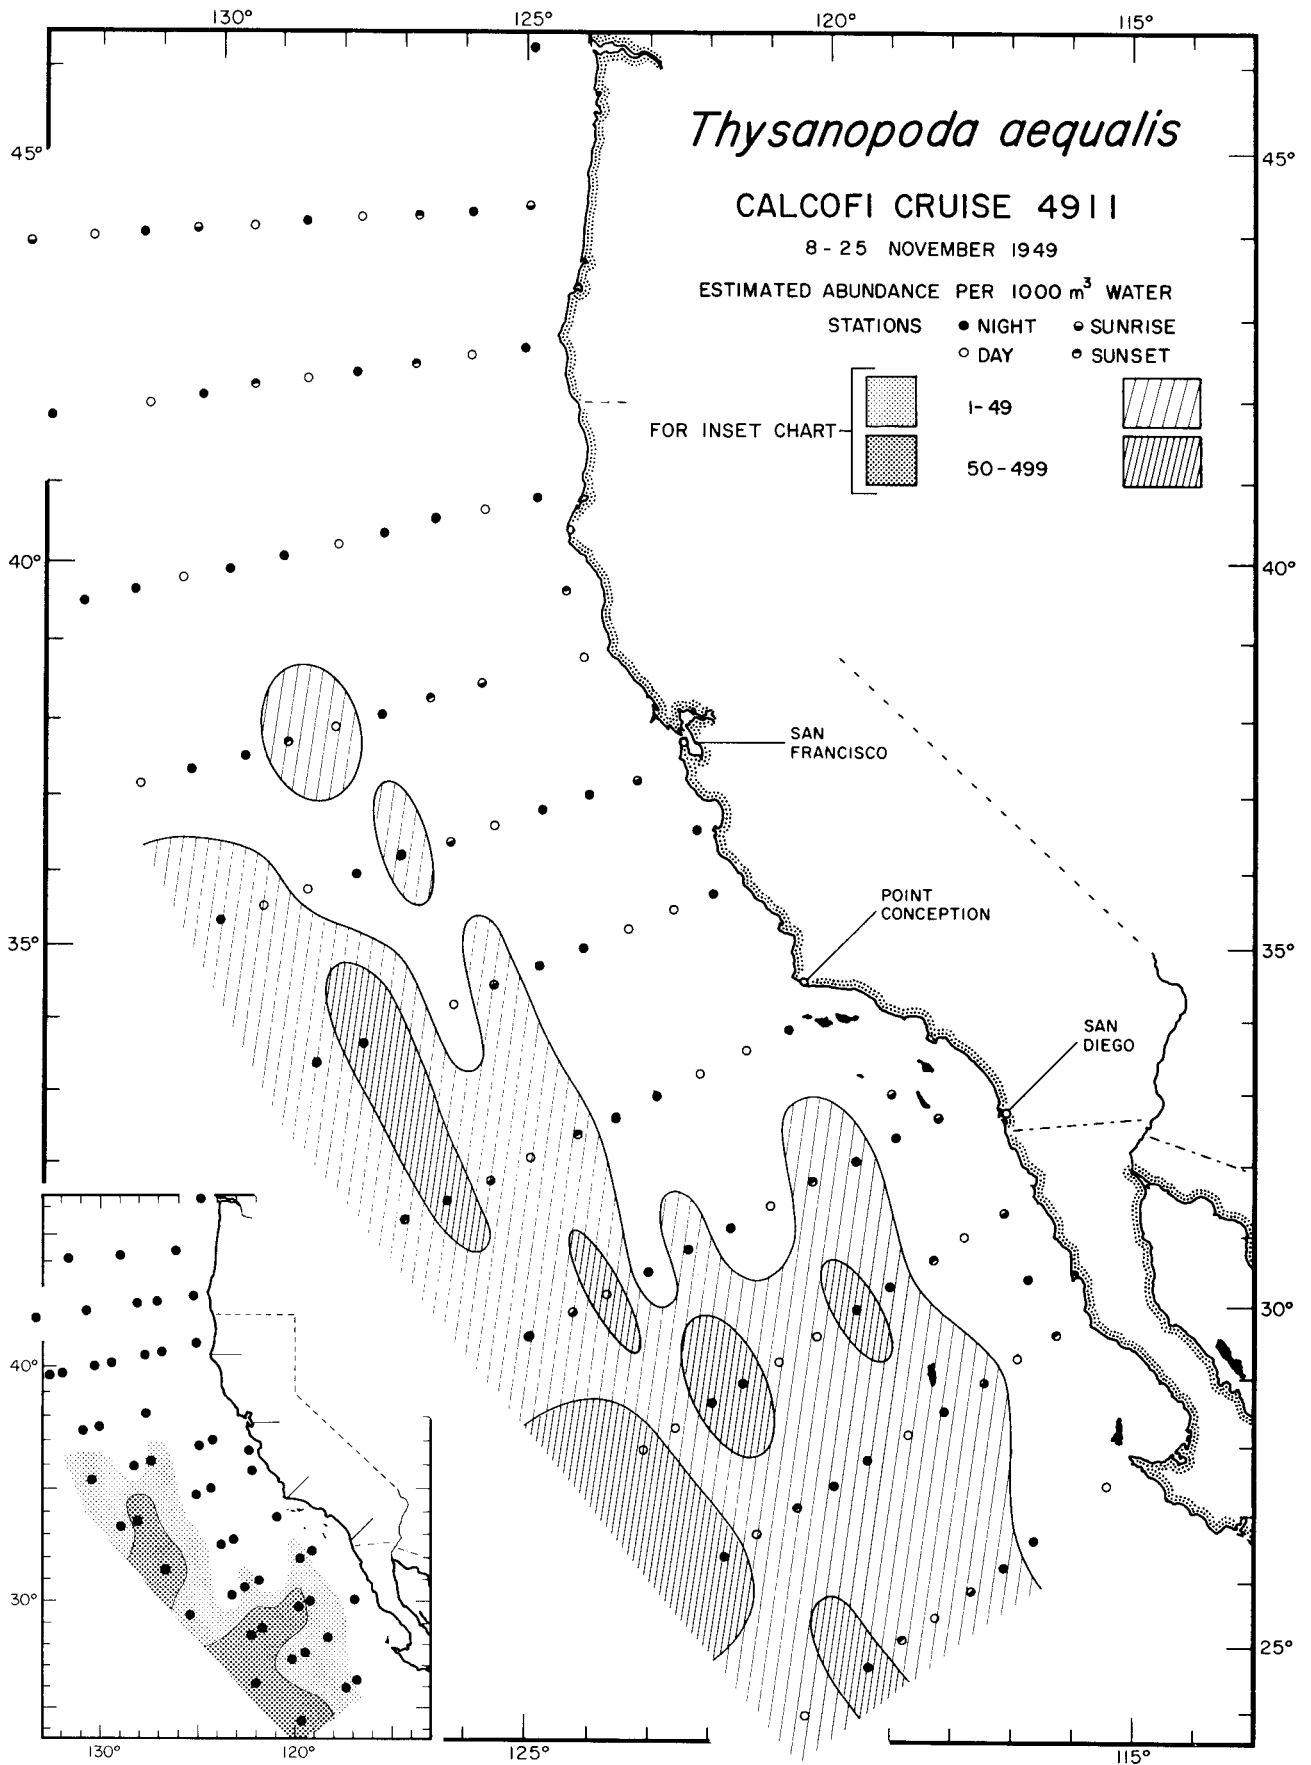 130° 125° 120° 115°
45° 45°
Thysanopoda aequalis
CALCOFI CRUISE 4911
8-25 NOVEMBER 1949
ESTIMATED ABUNDANCE PER 1000 m³ WATER
STATIONS ● NIGHT ◒ SUNRISE
○ DAY ◓ SUNSET
1-49
FOR INSET CHART
50-499
40° 40°
SAN
FRANCISCO
POINT
CONCEPTION
35° 35°
SAN
DIEGO
30°
40°
30°
25°
130° 120° 125° 115°